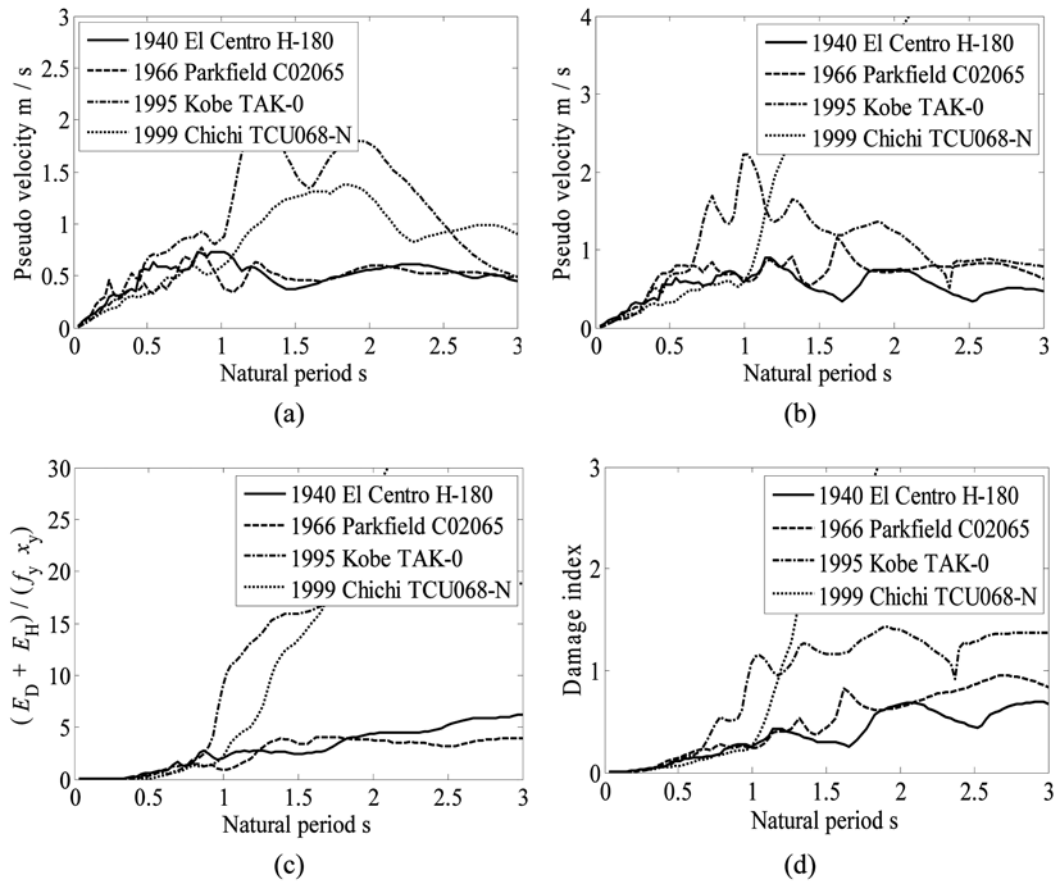 3
2.5
2
1.5
1
0.5
0
Pseudo velocity m / s
1940 El Centro H-180
1966 Parkfield C02065
1995 Kobe TAK-0
1999 Chichi TCU068-N
0 0.5 1 1.5 2 2.5 3
Natural period s
(a)
4
3
2
1
0
Pseudo velocity m / s
1940 El Centro H-180
1966 Parkfield C02065
1995 Kobe TAK-0
1999 Chichi TCU068-N
0 0.5 1 1.5 2 2.5 3
Natural period s
(b)
30
25
20
15
10
5
0
(E_D + E_H) / (f_y x_y)
1940 El Centro H-180
1966 Parkfield C02065
1995 Kobe TAK-0
1999 Chichi TCU068-N
0 0.5 1 1.5 2 2.5 3
Natural period s
(c)
3
2
1
0
Damage index
1940 El Centro H-180
1966 Parkfield C02065
1995 Kobe TAK-0
1999 Chichi TCU068-N
0 0.5 1 1.5 2 2.5 3
Natural period s
(d)